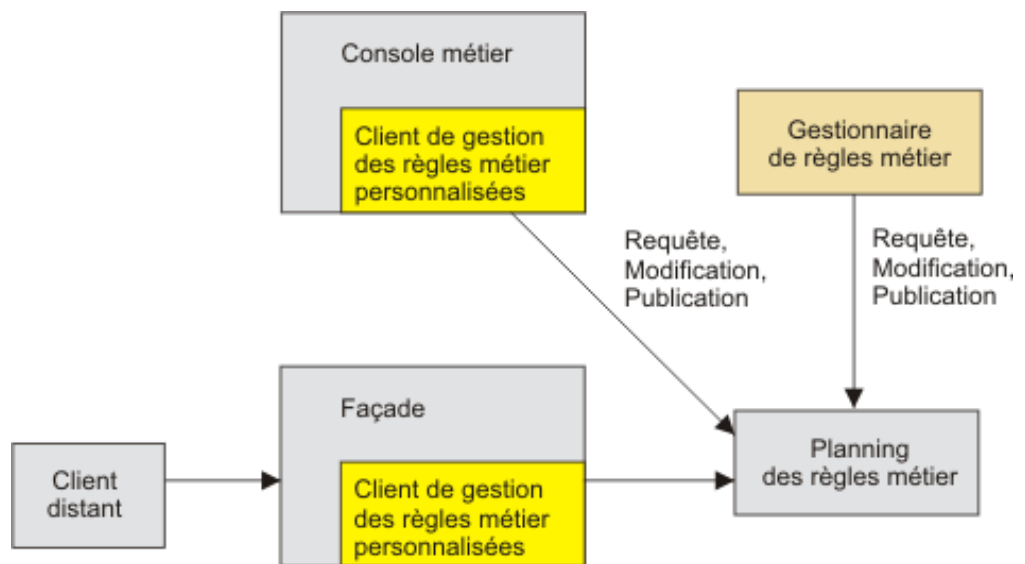 Console métier
Client de gestion
des règles métier
personnalisées
Gestionnaire
de règles métier
Requête,
Modification,
Publication
Requête,
Modification,
Publication
Façade
Client de gestion
des règles métier
personnalisées
Client
distant
Planning
des règles métier